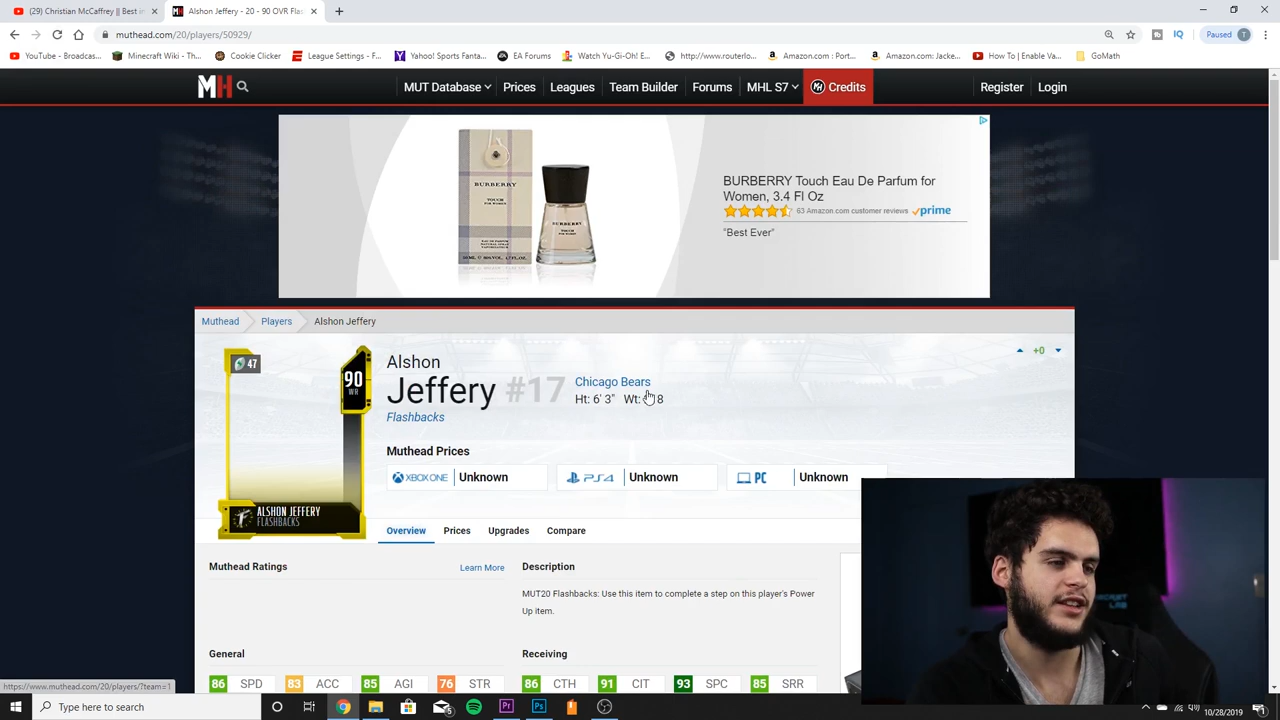 (29) Christian McCaffrey || Best in
Alshon Jeffery - 20 - 90 OVR Flas
muthead.com/20/players/50929/
Paused
T
YouTube - Broadcas...
Minecraft Wiki - Th...
Cookie Clicker
League Settings - F...
Yahoo! Sports Fanta...
EA Forums
Watch Yu-Gi-Oh! E...
http://www.routerlo...
Amazon.com : Port...
Amazon.com: Jacke...
How To | Enable Va...
GoMath
MH
MUT Database
Prices
Leagues
Team Builder
Forums
MHL S7
Credits
Register
Login
BURBERRY
BURBERRY
BURBERRY Touch Eau De Parfum for
Women, 3.4 Fl Oz
63 Amazon.com customer reviews prime
"Best Ever"
Muthead
Players
Alshon Jeffery
47
90
WR
ALSHON JEFFERY
FLASHBACKS
Alshon
Jeffery #17
Chicago Bears
Ht: 6' 3" Wt: 8
Flashbacks
+0
Muthead Prices
XBOX ONE Unknown
PS4 Unknown
PC Unknown
Overview
Prices
Upgrades
Compare
Muthead Ratings
Learn More
Description
MUT20 Flashbacks: Use this item to complete a step on this player's Power
Up item.
General
Receiving
86 SPD 83 ACC 85 AGI 76 STR
86 CTH 91 CIT 93 SPC 85 SRR
https://www.muthead.com/20/players/?team=1
Type here to search
10/28/2019